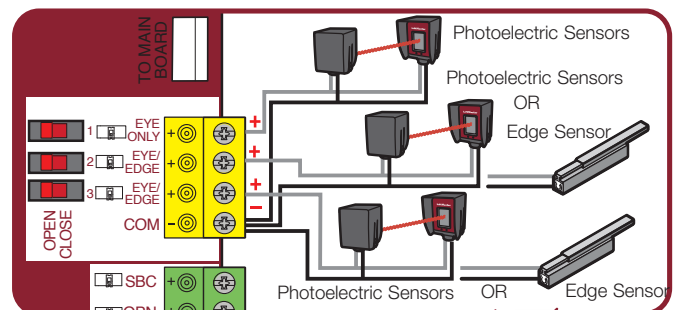 TO MAIN
BOARD
Photoelectric Sensors
Photoelectric Sensors
OR
Edge Sensor
1 EYE
ONLY + +
2 EYE/
EDGE + +
3 EYE/
EDGE + +
COM - −
OPEN
CLOSE
SBC +
OPN
Photoelectric Sensors OR Edge Sensor